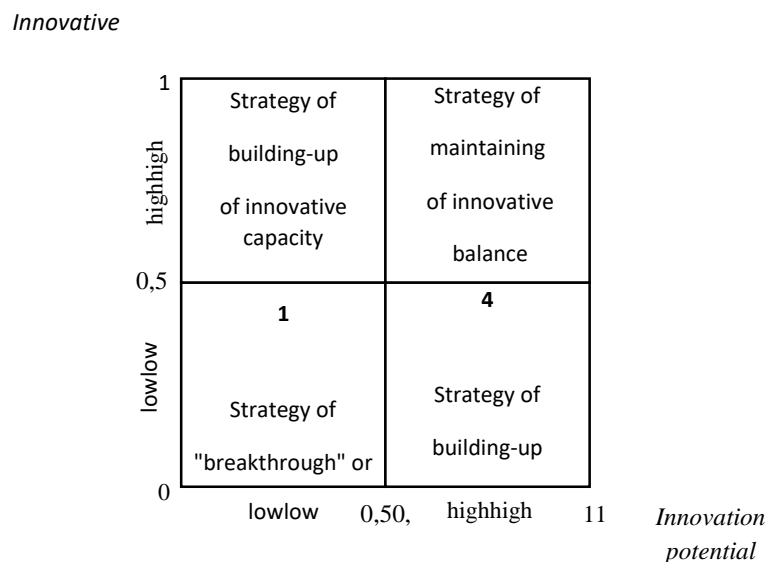 Innovative
1
Strategy of
building-up
of innovative
capacity
Strategy of
maintaining
of innovative
balance
highhigh
0,5
1
4
lowlow
Strategy of
"breakthrough" or
Strategy of
building-up
0
lowlow
0,50,
highhigh
11
Innovation
potential